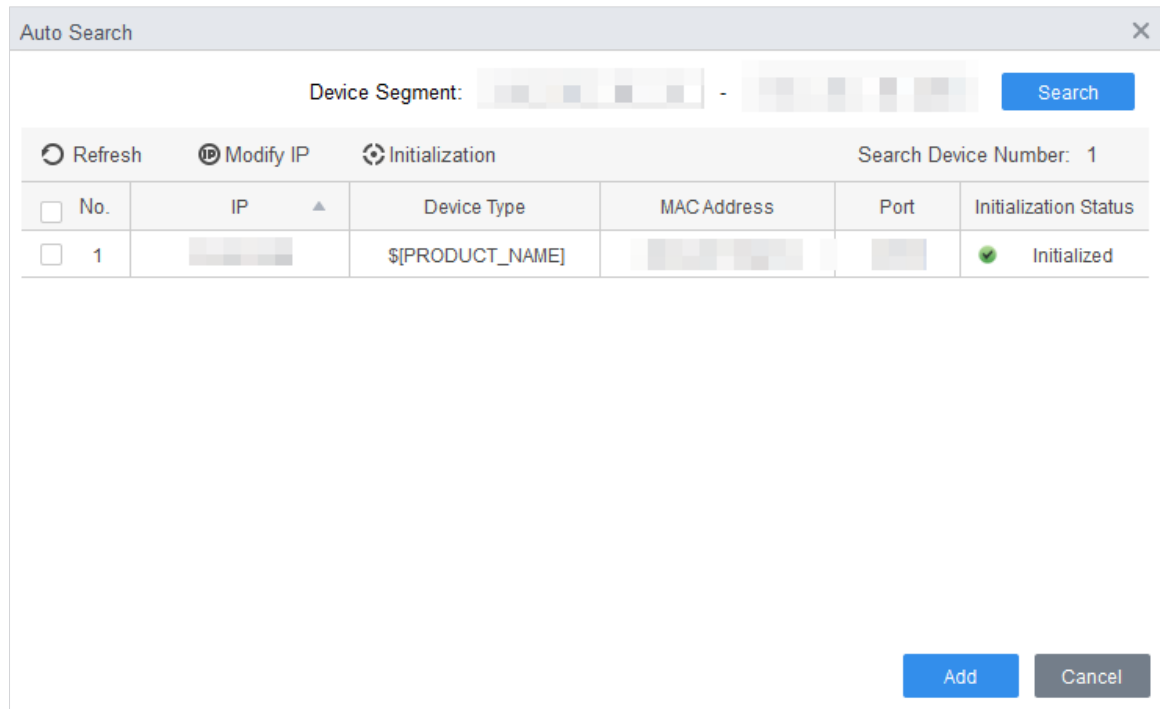 Auto Search
Device Segment: -
Search
Refresh Modify IP Initialization Search Device Number: 1
No. IP Device Type MAC Address Port Initialization Status
1 $[PRODUCT_NAME] Initialized
Add Cancel